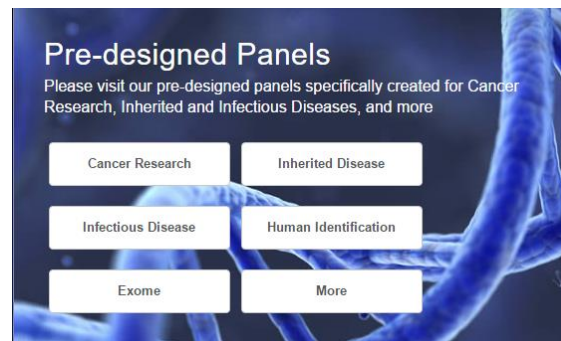 Pre-designed Panels
Please visit our pre-designed panels specifically created for Cancer
Research, Inherited and Infectious Diseases, and more
Cancer Research
Inherited Disease
Infectious Disease
Human Identification
Exome
More